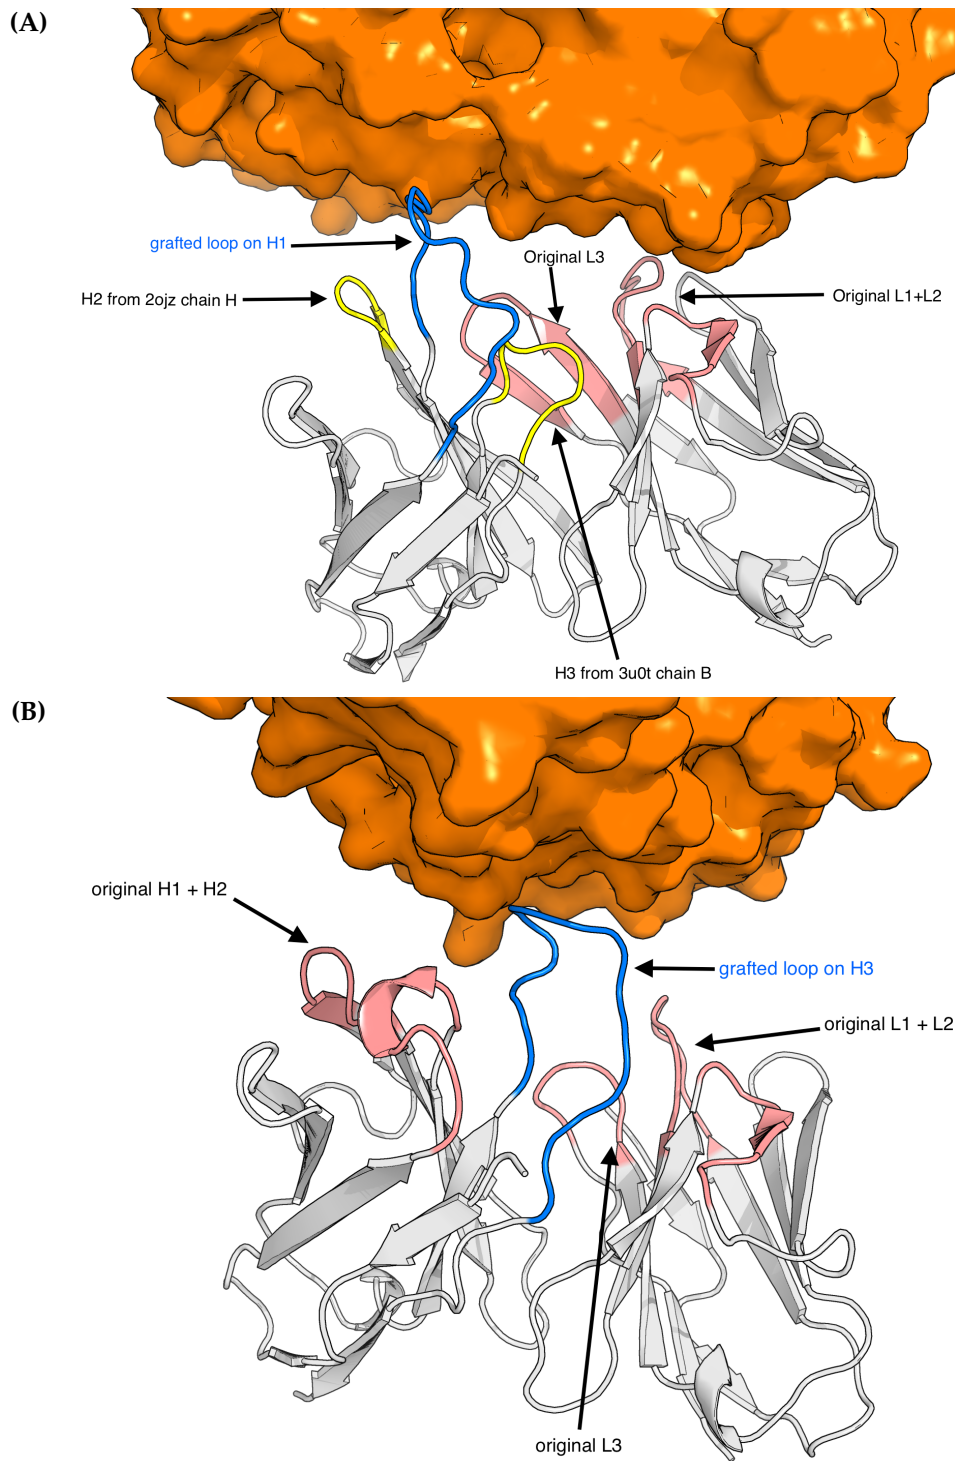 (A)
grafted loop on H1
Original L3
H2 from 2ojz chain H
Original L1+L2
H3 from 3u0t chain B
(B)
original H1 + H2
grafted loop on H3
original L1 + L2
original L3